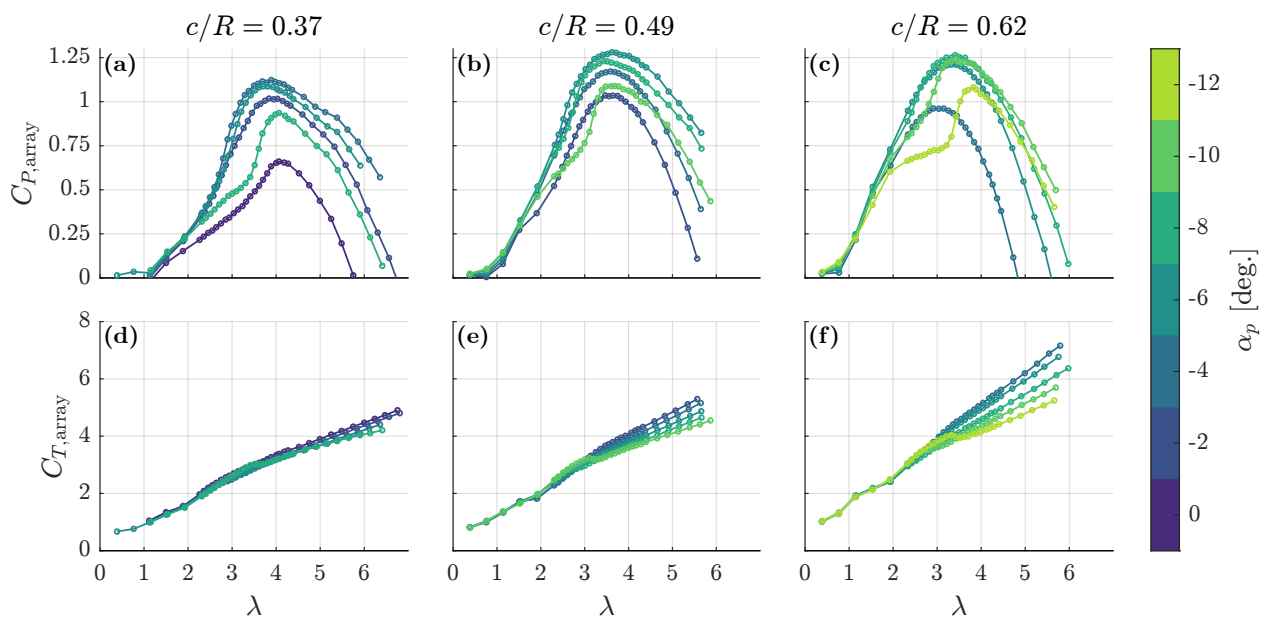 c/R = 0.37
c/R = 0.49
c/R = 0.62
(a)
(b)
(c)
1.25
1
0.75
0.5
0.25
0
C_{P,array}
(d)
(e)
(f)
8
6
4
2
0
C_{T,array}
0 1 2 3 4 5 6
0 1 2 3 4 5 6
0 1 2 3 4 5 6
λ
λ
λ
-12
-10
-8
-6
-4
-2
0
α_p [deg.]